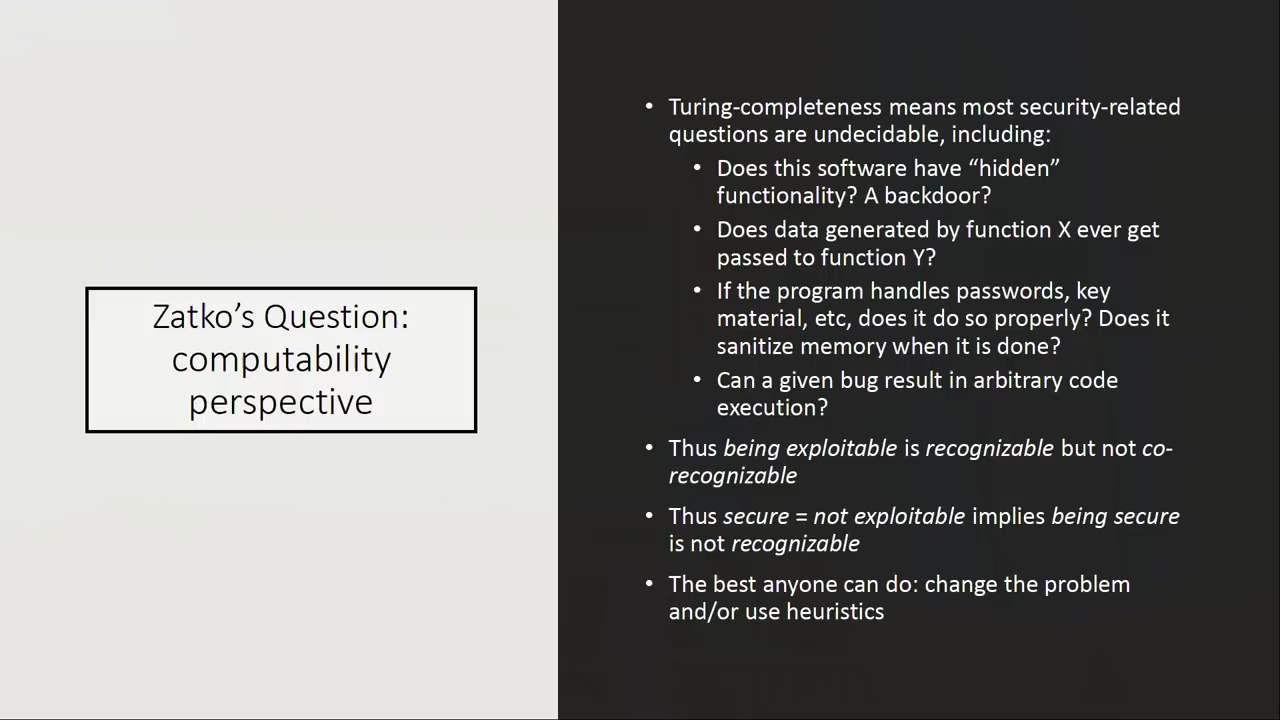 Zatko’s Question:
computability
perspective
• Turing-completeness means most security-related
questions are undecidable, including:
• Does this software have “hidden”
functionality? A backdoor?
• Does data generated by function X ever get
passed to function Y?
• If the program handles passwords, key
material, etc, does it do so properly? Does it
sanitize memory when it is done?
• Can a given bug result in arbitrary code
execution?
• Thus being exploitable is recognizable but not co-
recognizable
• Thus secure = not exploitable implies being secure
is not recognizable
• The best anyone can do: change the problem
and/or use heuristics